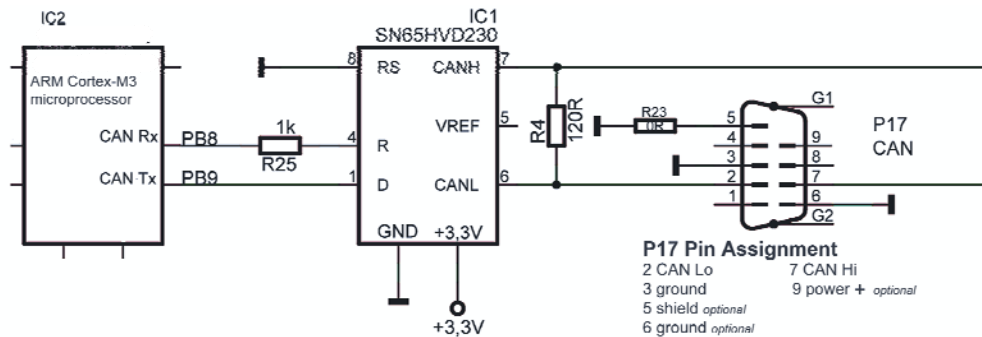 IC2
IC1
SN65HVD230
ARM Cortex-M3
microprocessor
CAN Rx
PB8
1k
R25
CAN Tx
PB9
8
RS
CANH
7
VREF
5
4
R
1
D
CANL
6
GND
+3,3V
+3,3V
R4
120R
R23
0R
G1
5
4
3
2
1
9
8
7
6
G2
P17
CAN
P17 Pin Assignment
2 CAN Lo
7 CAN Hi
3 ground
9 power + optional
5 shield optional
6 ground optional